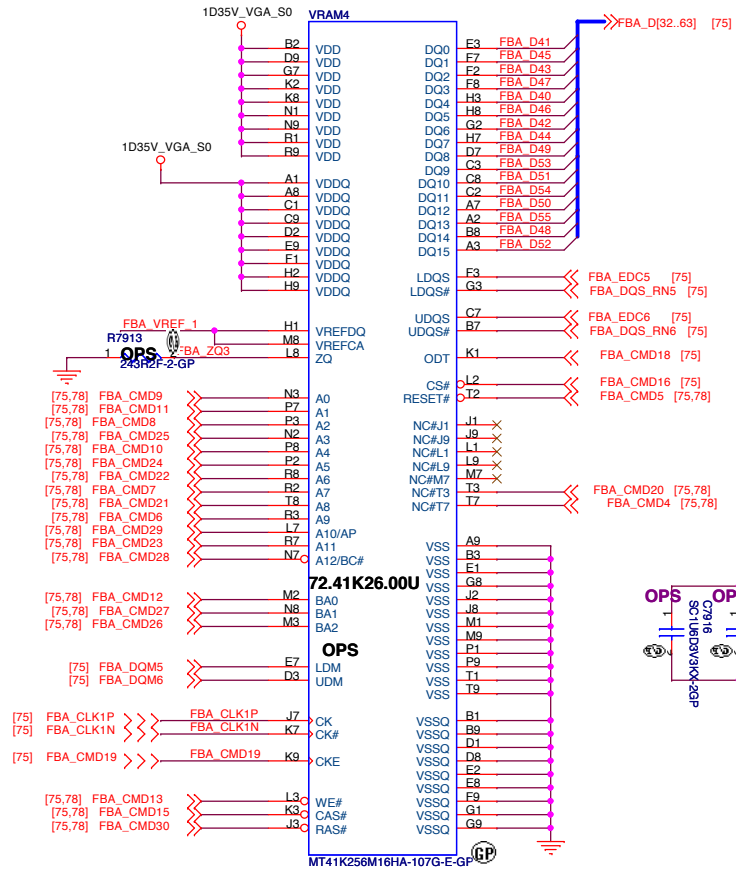 1D35V_VGA_S0
VRAM4
FBA_D[32..63] [75]
B2 VDD
D9 VDD
G7 VDD
K2 VDD
K8 VDD
N1 VDD
N9 VDD
R1 VDD
R9 VDD
DQ0 E3 FBA_D41
DQ1 F7 FBA_D45
DQ2 F2 FBA_D43
DQ3 F8 FBA_D47
DQ4 H3 FBA_D40
DQ5 H8 FBA_D46
DQ6 G2 FBA_D42
DQ7 H7 FBA_D44
DQ8 D7 FBA_D49
DQ9 C3 FBA_D53
DQ10 C8 FBA_D51
DQ11 C2 FBA_D54
DQ12 A7 FBA_D50
DQ13 A2 FBA_D55
DQ14 B8 FBA_D48
DQ15 A3 FBA_D52
1D35V_VGA_S0
A1 VDDQ
A8 VDDQ
C1 VDDQ
C9 VDDQ
D2 VDDQ
E9 VDDQ
F1 VDDQ
H2 VDDQ
H9 VDDQ
LDQS F3 FBA_EDC5 [75]
LDQS# G3 FBA_DQS_RN5 [75]
UDQS C7 FBA_EDC6 [75]
UDQS# B7 FBA_DQS_RN6 [75]
FBA_VREF_1 H1 VREFDQ
M8 VREFCA
R7913
1 OPS 2 FBA_ZQ3 L8 ZQ
243R2F-2-GP
ODT K1 FBA_CMD18 [75]
CS# L2 FBA_CMD16 [75]
RESET# T2 FBA_CMD5 [75,78]
[75,78] FBA_CMD9 N3 A0
[75,78] FBA_CMD11 P7 A1
[75,78] FBA_CMD8 P3 A2
[75,78] FBA_CMD25 N2 A3
[75,78] FBA_CMD10 P8 A4
[75,78] FBA_CMD24 P2 A5
[75,78] FBA_CMD22 R8 A6
[75,78] FBA_CMD7 R2 A7
[75,78] FBA_CMD21 T8 A8
[75,78] FBA_CMD6 R3 A9
[75,78] FBA_CMD29 L7 A10/AP
[75,78] FBA_CMD23 R7 A11
[75,78] FBA_CMD28 N7 A12/BC#
NC#J1 J1
NC#J9 J9
NC#L1 L1
NC#L9 L9
NC#M7 M7
NC#T3 T3 FBA_CMD20 [75,78]
NC#T7 T7 FBA_CMD4 [75,78]
72.41K26.00U
OPS
[75,78] FBA_CMD12 M2 BA0
[75,78] FBA_CMD27 N8 BA1
[75,78] FBA_CMD26 M3 BA2
[75] FBA_DQM5 E7 LDM
[75] FBA_DQM6 D3 UDM
VSS A9
VSS B3
VSS E1
VSS G8
VSS J2
VSS J8
VSS M1
VSS M9
VSS P1
VSS P9
VSS T1
VSS T9
[75] FBA_CLK1P FBA_CLK1P J7 CK
[75] FBA_CLK1N FBA_CLK1N K7 CK#
[75] FBA_CMD19 FBA_CMD19 K9 CKE
VSSQ B1
VSSQ B9
VSSQ D1
VSSQ D8
VSSQ E2
VSSQ E8
VSSQ F9
VSSQ G1
VSSQ G9
[75,78] FBA_CMD13 L3 WE#
[75,78] FBA_CMD15 K3 CAS#
[75,78] FBA_CMD30 J3 RAS#
MT41K256M16HA-107G-E-GP
GP
OPS
C7916
SC1U6D3V3KX-2GP